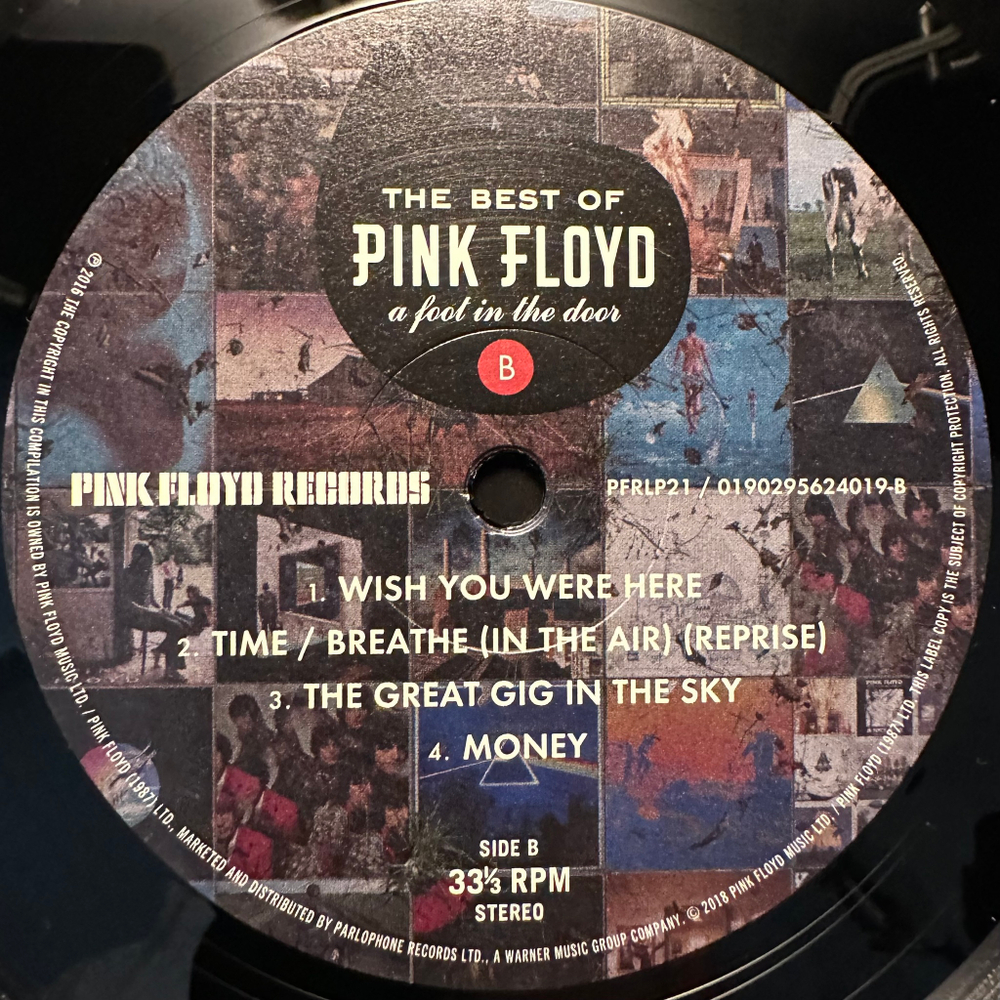 THE BEST OF
PINK FLOYD
a foot in the door
B
PINK FLOYD RECORDS
PFRLP21 / 0190295624019-B
1. WISH YOU WERE HERE
2. TIME / BREATHE (IN THE AIR) (REPRISE)
3. THE GREAT GIG IN THE SKY
4. MONEY
SIDE B
33⅓ RPM
STEREO
℗ 2016 THE COPYRIGHT IN THIS COMPILATION IS OWNED BY PINK FLOYD MUSIC LTD. / PINK FLOYD (1987) LTD., MARKETED AND DISTRIBUTED BY PARLOPHONE RECORDS LTD., A WARNER MUSIC GROUP COMPANY. © 2018 PINK FLOYD MUSIC LTD. / PINK FLOYD (1987) LTD. THIS LABEL COPY IS THE SUBJECT OF COPYRIGHT PROTECTION. ALL RIGHTS RESERVED.